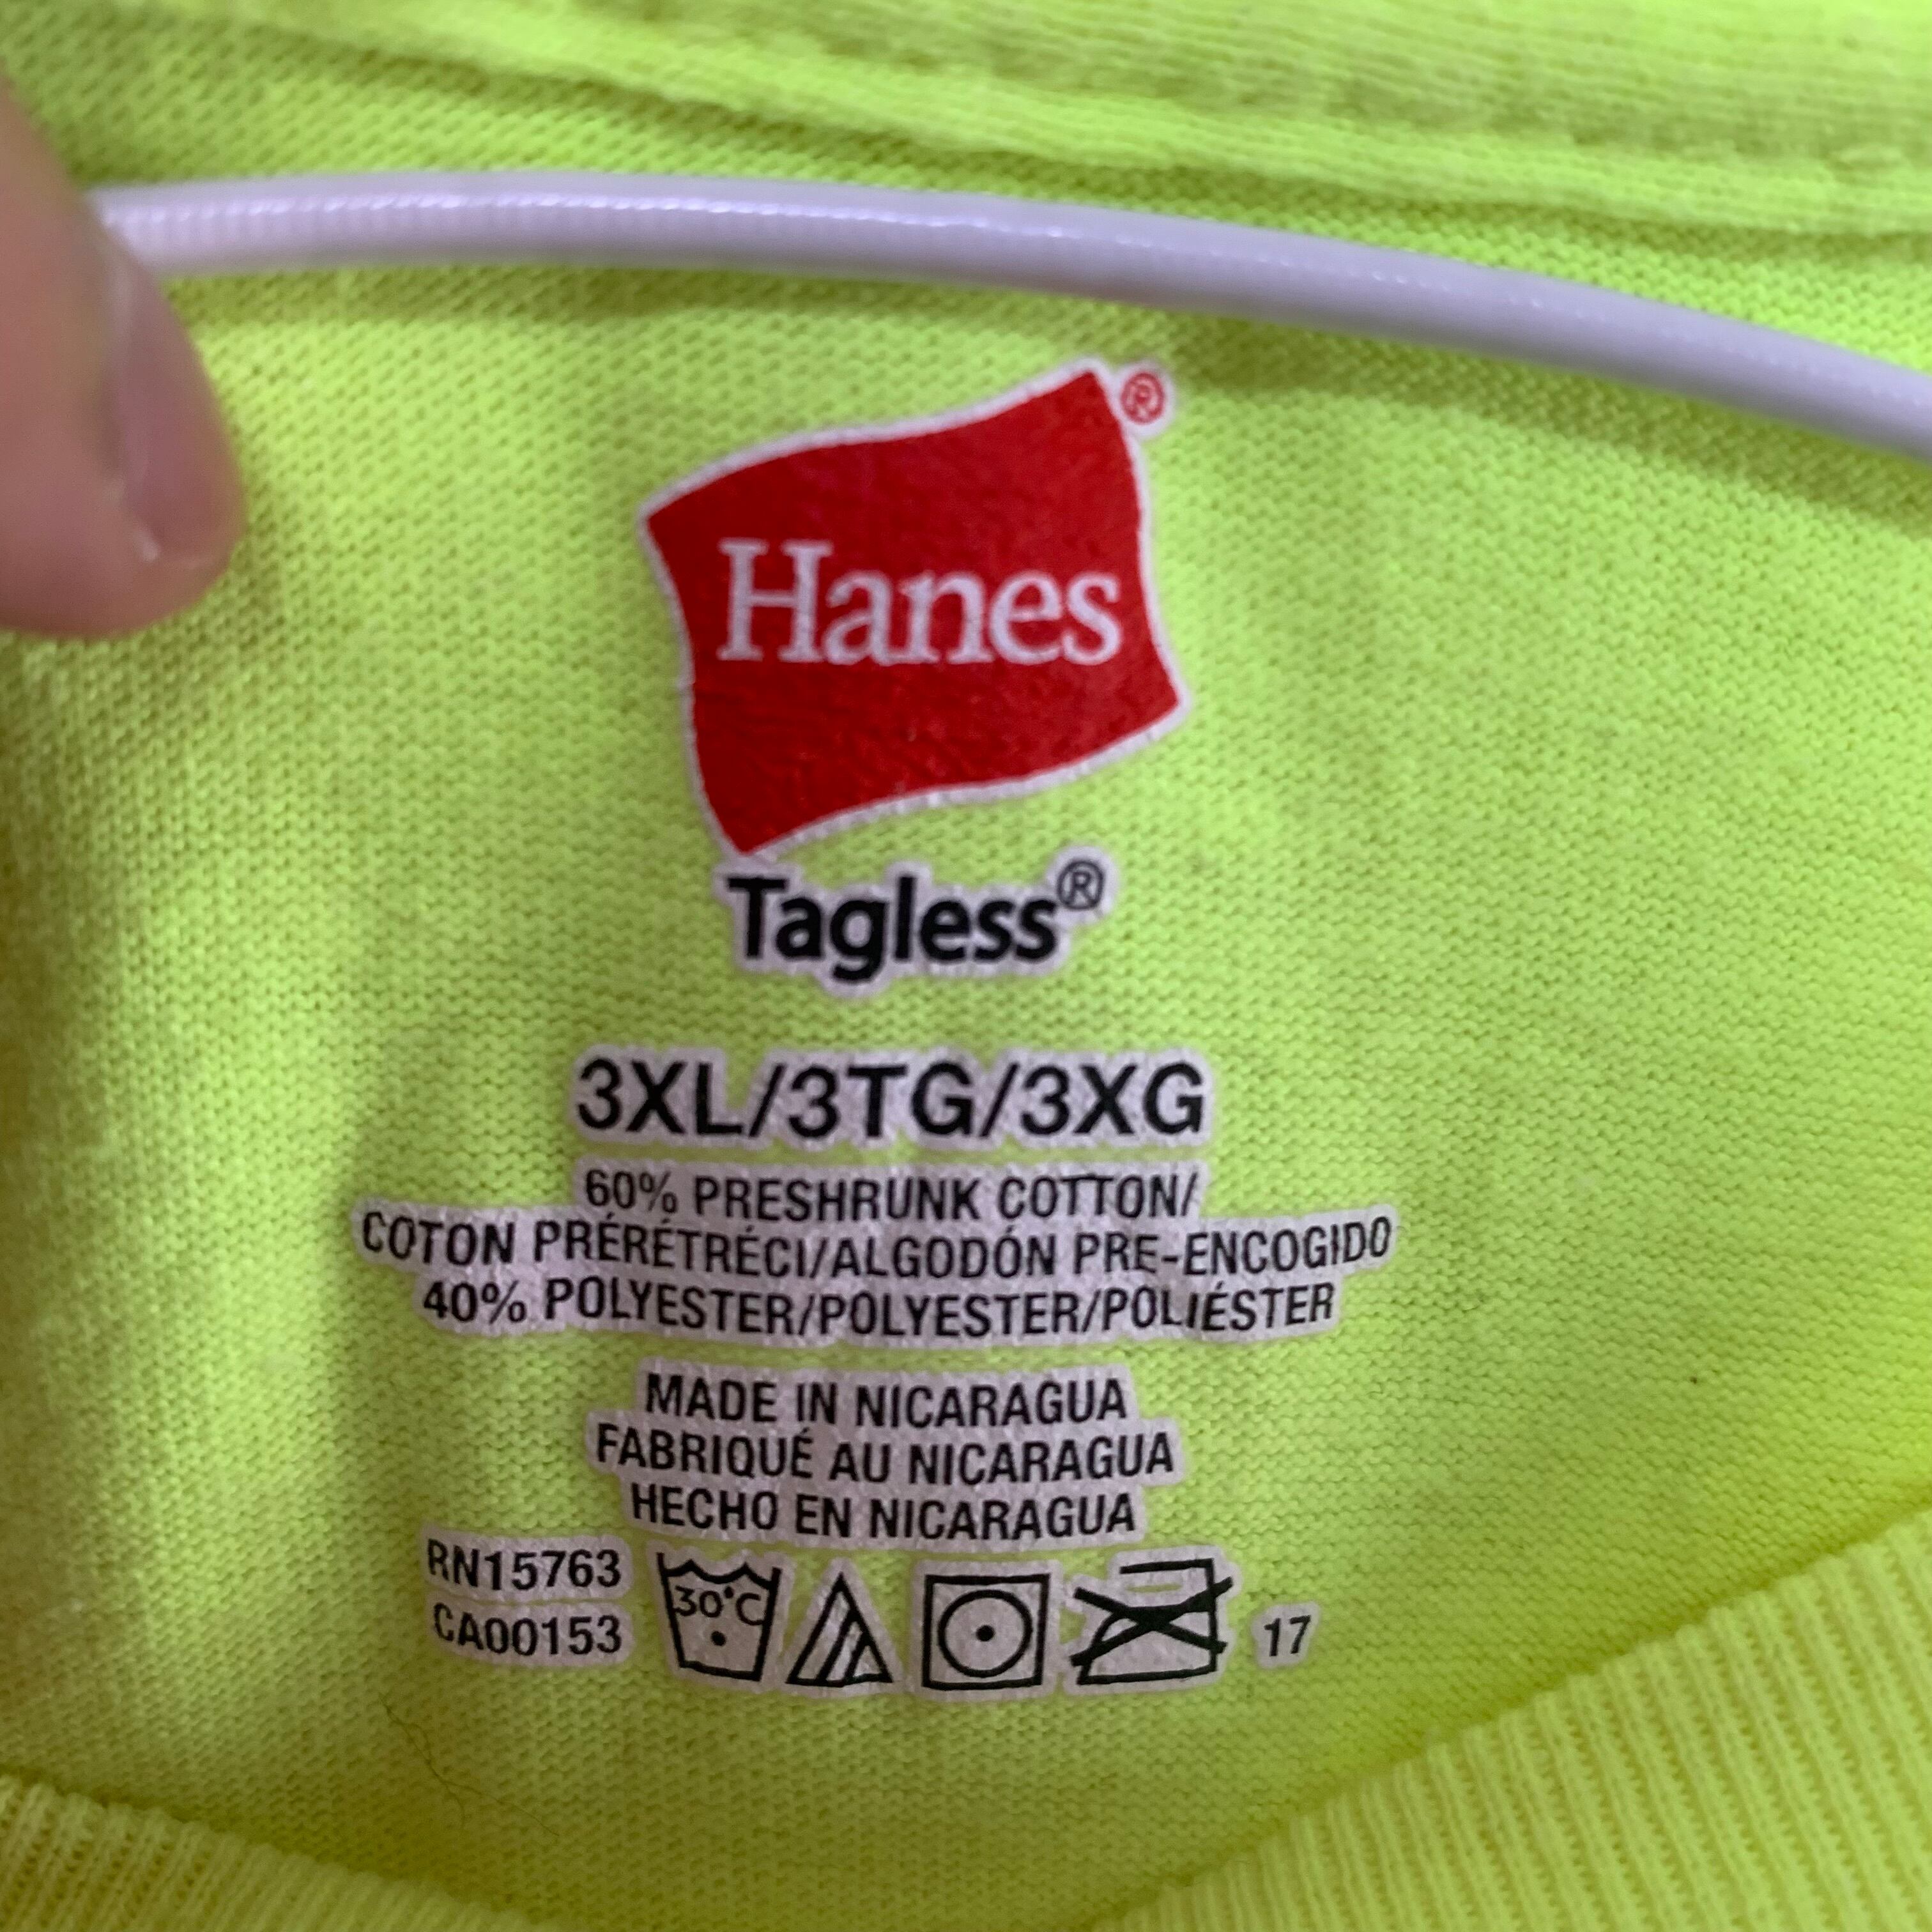 Hanes®
Tagless®
3XL/3TG/3XG
60% PRESHRUNK COTTON/
COTON PRÉRÉTRÉCI/ALGODÓN PRE-ENCOGIDO
40% POLYESTER/POLYESTER/POLIÉSTER
MADE IN NICARAGUA
FABRIQUÉ AU NICARAGUA
HECHO EN NICARAGUA
RN15763
CA00153
30°C
17